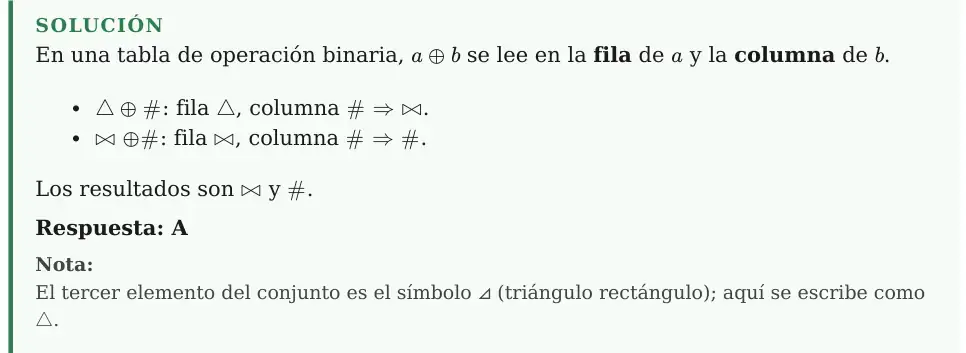 SOLUCIÓN
En una tabla de operación binaria, a ⊕ b se lee en la fila de a y la columna de b.
• △ ⊕ #: fila △, columna # ⇒ ⋈.
• ⋈ ⊕#: fila ⋈, columna # ⇒ #.
Los resultados son ⋈ y #.
Respuesta: A
Nota:
El tercer elemento del conjunto es el símbolo ⊿ (triángulo rectángulo); aquí se escribe como
△.